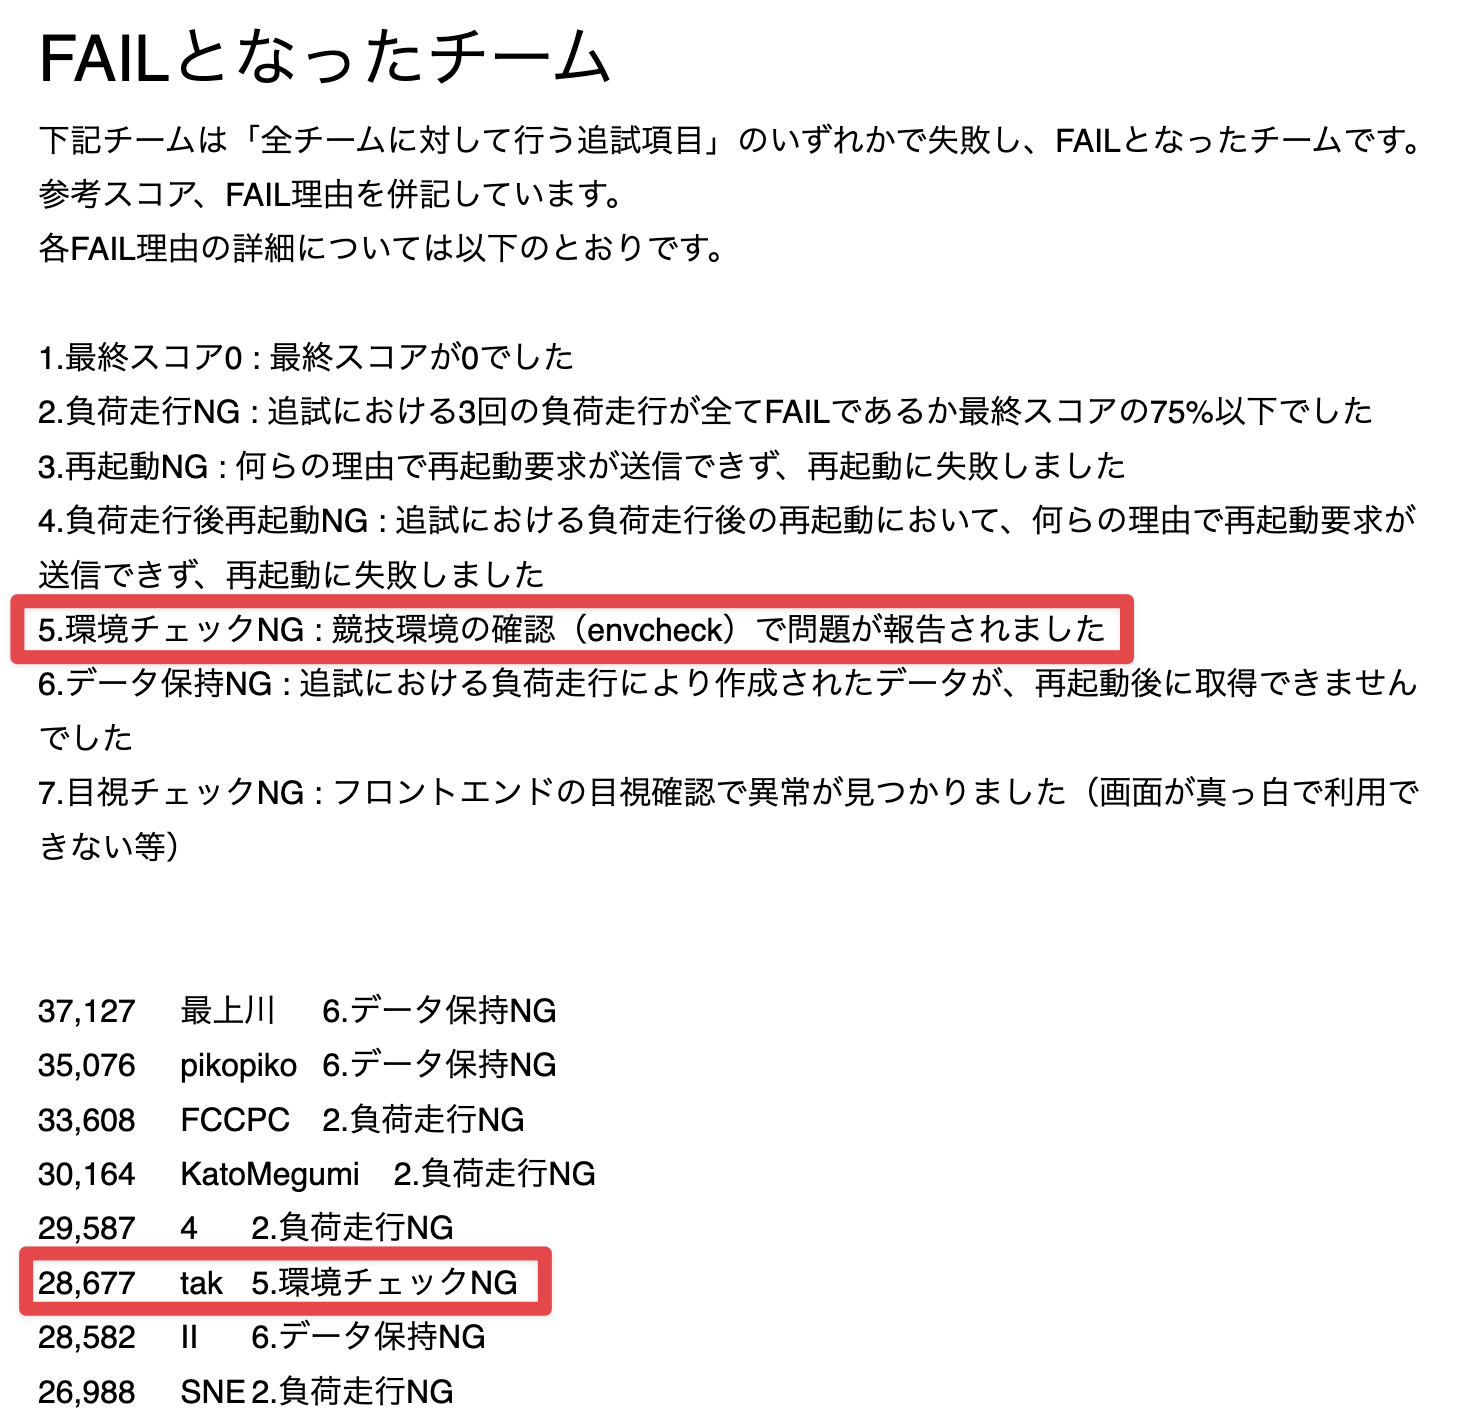 FAILとなったチーム
下記チームは「全チームに対して行う追試項目」のいずれかで失敗し、FAILとなったチームです。
参考スコア、FAIL理由を併記しています。
各FAIL理由の詳細については以下のとおりです。
1.最終スコア0 : 最終スコアが0でした
2.負荷走行NG : 追試における3回の負荷走行が全てFAILであるか最終スコアの75%以下でした
3.再起動NG : 何らの理由で再起動要求が送信できず、再起動に失敗しました
4.負荷走行後再起動NG : 追試における負荷走行後の再起動において、何らの理由で再起動要求が
送信できず、再起動に失敗しました
5.環境チェックNG : 競技環境の確認（envcheck）で問題が報告されました
6.データ保持NG : 追試における負荷走行により作成されたデータが、再起動後に取得できません
でした
7.目視チェックNG : フロントエンドの目視確認で異常が見つかりました（画面が真っ白で利用で
きない等）
37,127 最上川 6.データ保持NG
35,076 pikopiko 6.データ保持NG
33,608 FCCPC 2.負荷走行NG
30,164 KatoMegumi 2.負荷走行NG
29,587 4 2.負荷走行NG
28,677 tak 5.環境チェックNG
28,582 II 6.データ保持NG
26,988 SNE 2.負荷走行NG